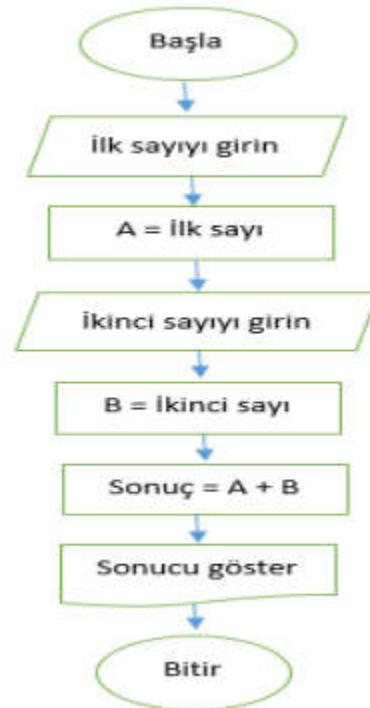 Başla
İlk sayıyı girin
A = İlk sayı
İkinci sayıyı girin
B = İkinci sayı
Sonuç = A + B
Sonucu göster
Bitir